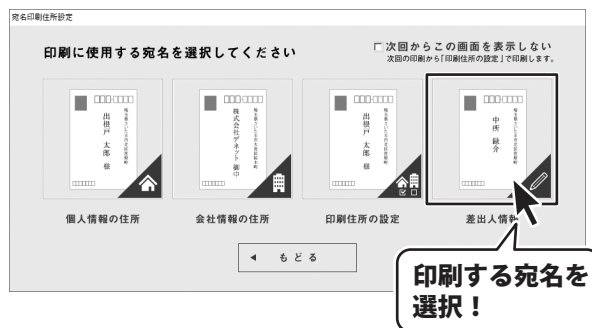 宛名印刷住所設定
印刷に使用する宛名を選択してください
次回からこの画面を表示しない
次回の印刷から「印刷住所の設定」で印刷します。
出根戸 太郎 様
株式会社デネット 御中
出根戸 太郎 様
中所 録介
個人情報の住所
会社情報の住所
印刷住所の設定
差出人情報
◀ もどる
印刷する宛名を
選択！